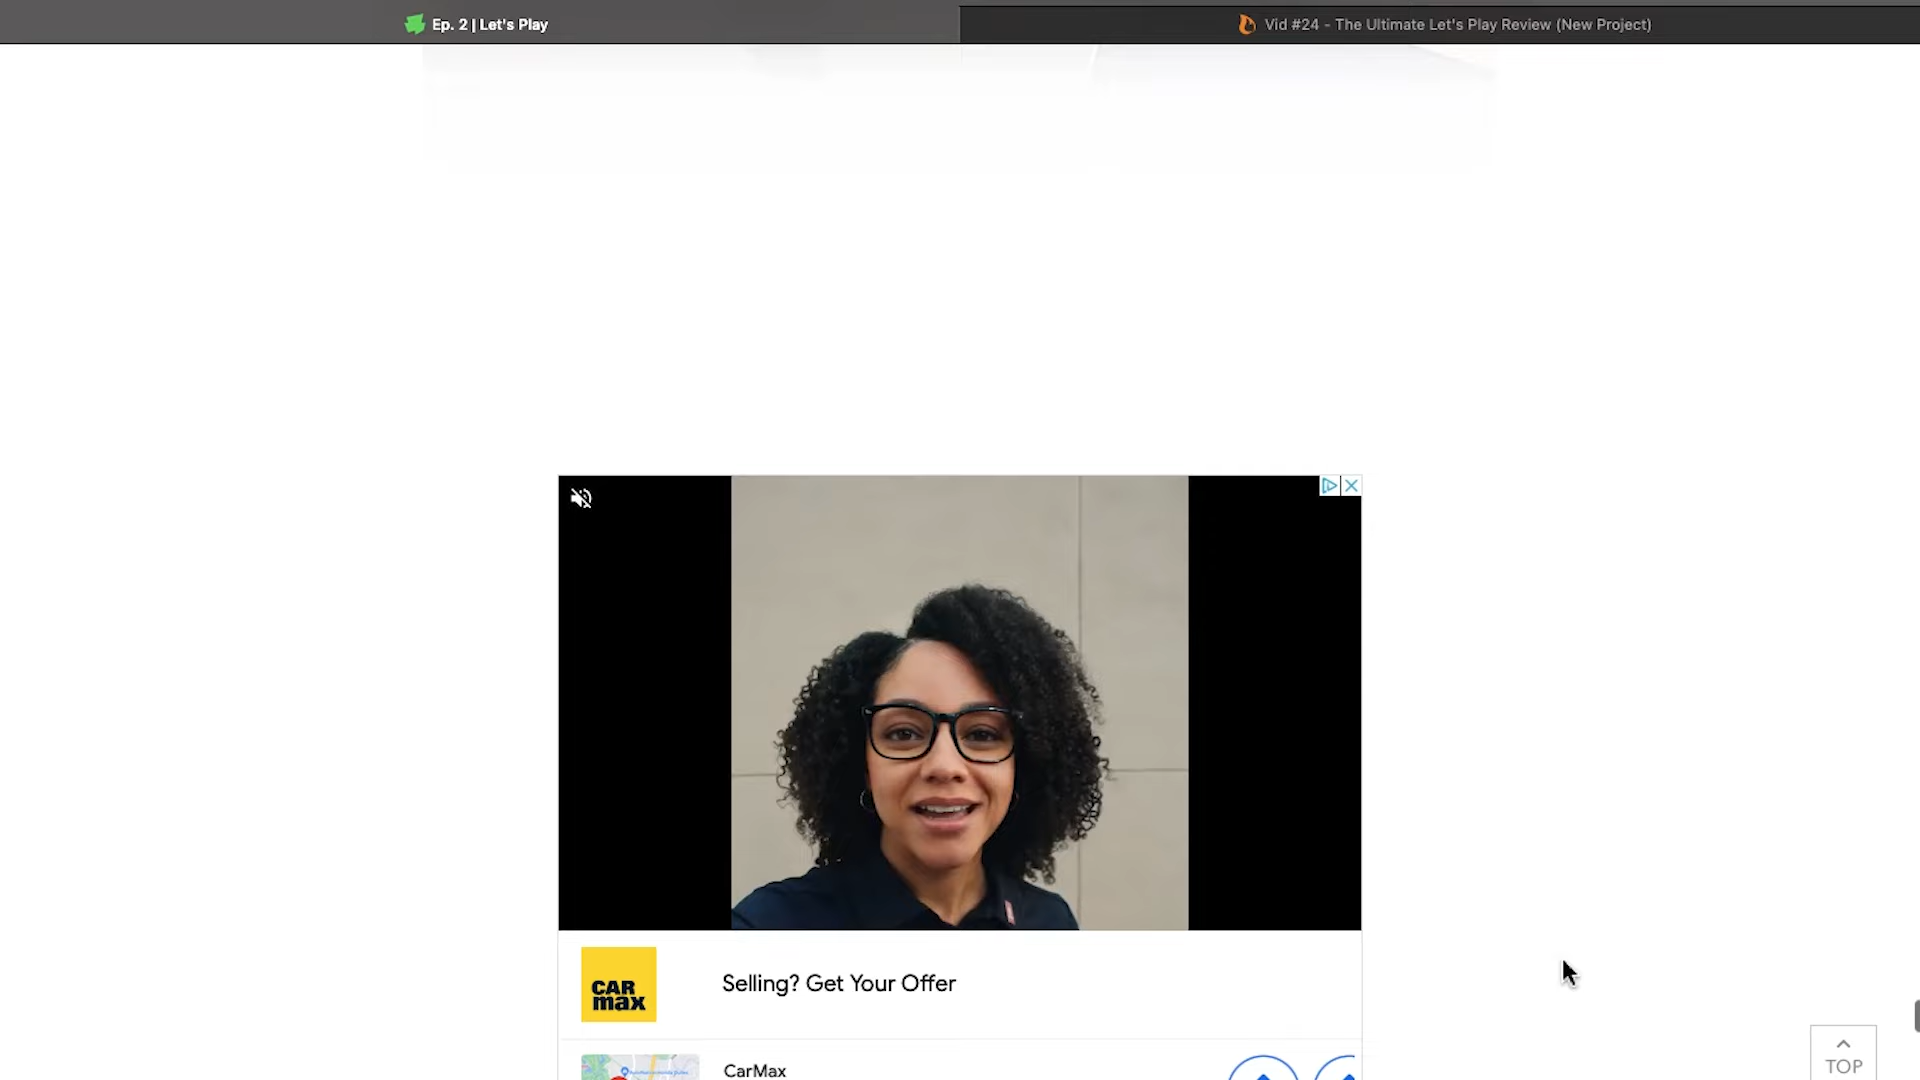 Ep. 2 | Let's Play
Vid #24 - The Ultimate Let's Play Review (New Project)
CAR
max
Selling? Get Your Offer
CarMax
TOP